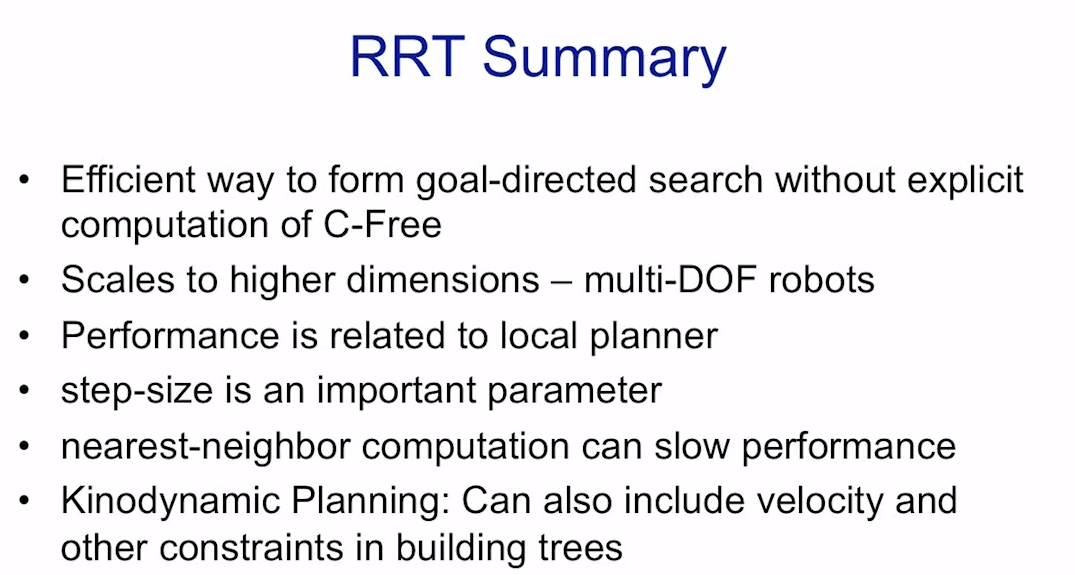 RRT Summary
• Efficient way to form goal-directed search without explicit
computation of C-Free
• Scales to higher dimensions – multi-DOF robots
• Performance is related to local planner
• step-size is an important parameter
• nearest-neighbor computation can slow performance
• Kinodynamic Planning: Can also include velocity and
other constraints in building trees